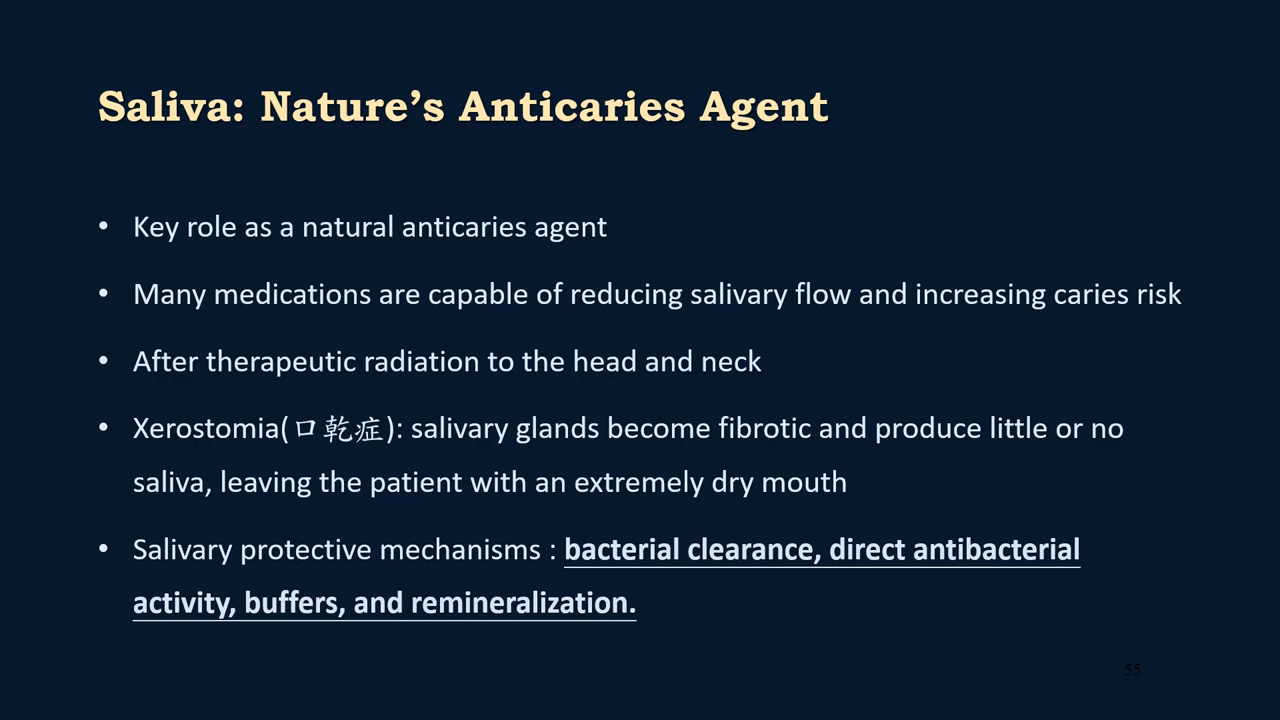 Saliva: Nature’s Anticaries Agent
• Key role as a natural anticaries agent
• Many medications are capable of reducing salivary flow and increasing caries risk
• After therapeutic radiation to the head and neck
• Xerostomia(口乾症): salivary glands become fibrotic and produce little or no
saliva, leaving the patient with an extremely dry mouth
• Salivary protective mechanisms : bacterial clearance, direct antibacterial
activity, buffers, and remineralization.
55